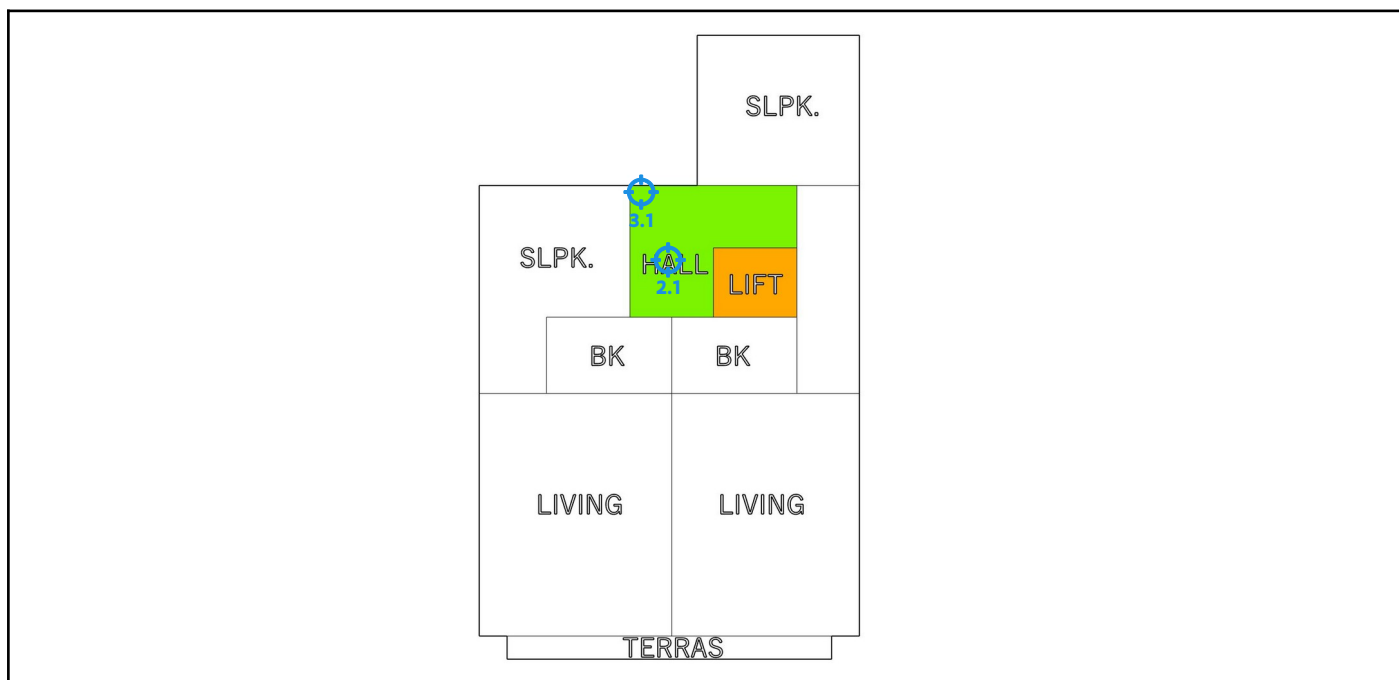 SLPK.
3.1
SLPK.
HALL
2.1
LIFT
BK
BK
LIVING
LIVING
TERRAS